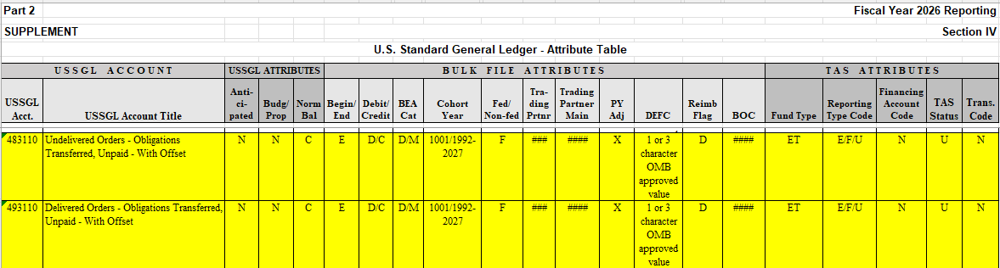 Part 2 Fiscal Year 2026 Reporting
SUPPLEMENT Section IV
U.S. Standard General Ledger - Attribute Table
USSGL ACCOUNT USSGL ATTRIBUTES BULK FILE ATTRIBUTES TAS ATTRIBUTES
USSGL Acct. USSGL Account Title Anti-ci-pated Budg/Prop Norm Bal Begin/End Debit/Credit BEA Cat Cohort Year Fed/Non-fed Tra-ding Prtnr Trading Partner Main PY Adj DEFC Reimb Flag BOC Fund Type Reporting Type Code Financing Account Code TAS Status Trans. Code
483110 Undelivered Orders - Obligations N N C E D/C D/M 1001/1992- F ### #### X 1 or 3 D #### ET E/F/U N U N
Transferred, Unpaid - With Offset 2027 character
OMB
approved
value
493110 Delivered Orders - Obligations Transferred, N N C E D/C D/M 1001/1992- F ### #### X 1 or 3 D #### ET E/F/U N U N
Unpaid - With Offset 2027 character
OMB
approved
value